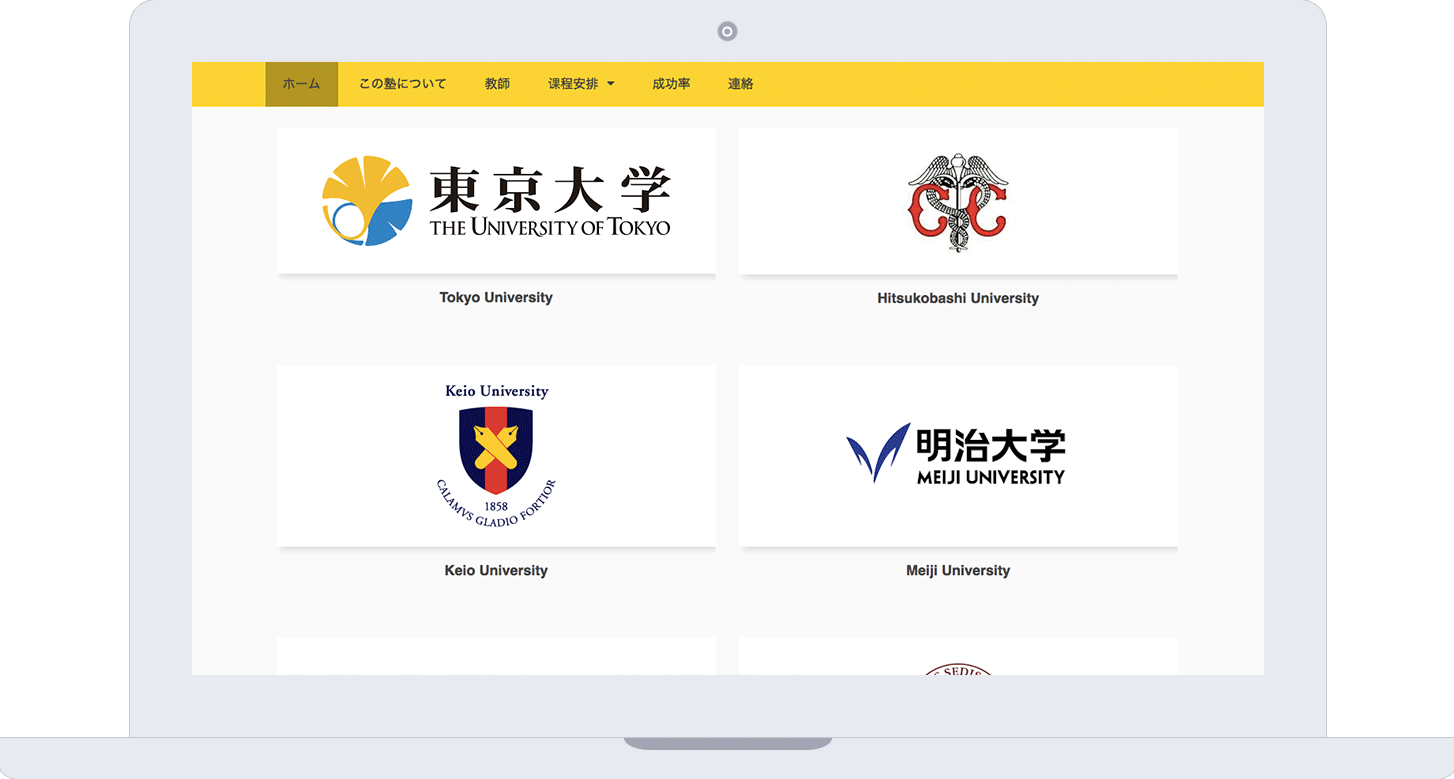 ホーム この塾について 教師 课程安排 成功率 連絡
東京大学
THE UNIVERSITY OF TOKYO
CC
Tokyo University
Hitsukobashi University
Keio University
1858
CALAMVS GLADIO FORTIOR
明治大学
MEIJI UNIVERSITY
Keio University
Meiji University
SEDIS